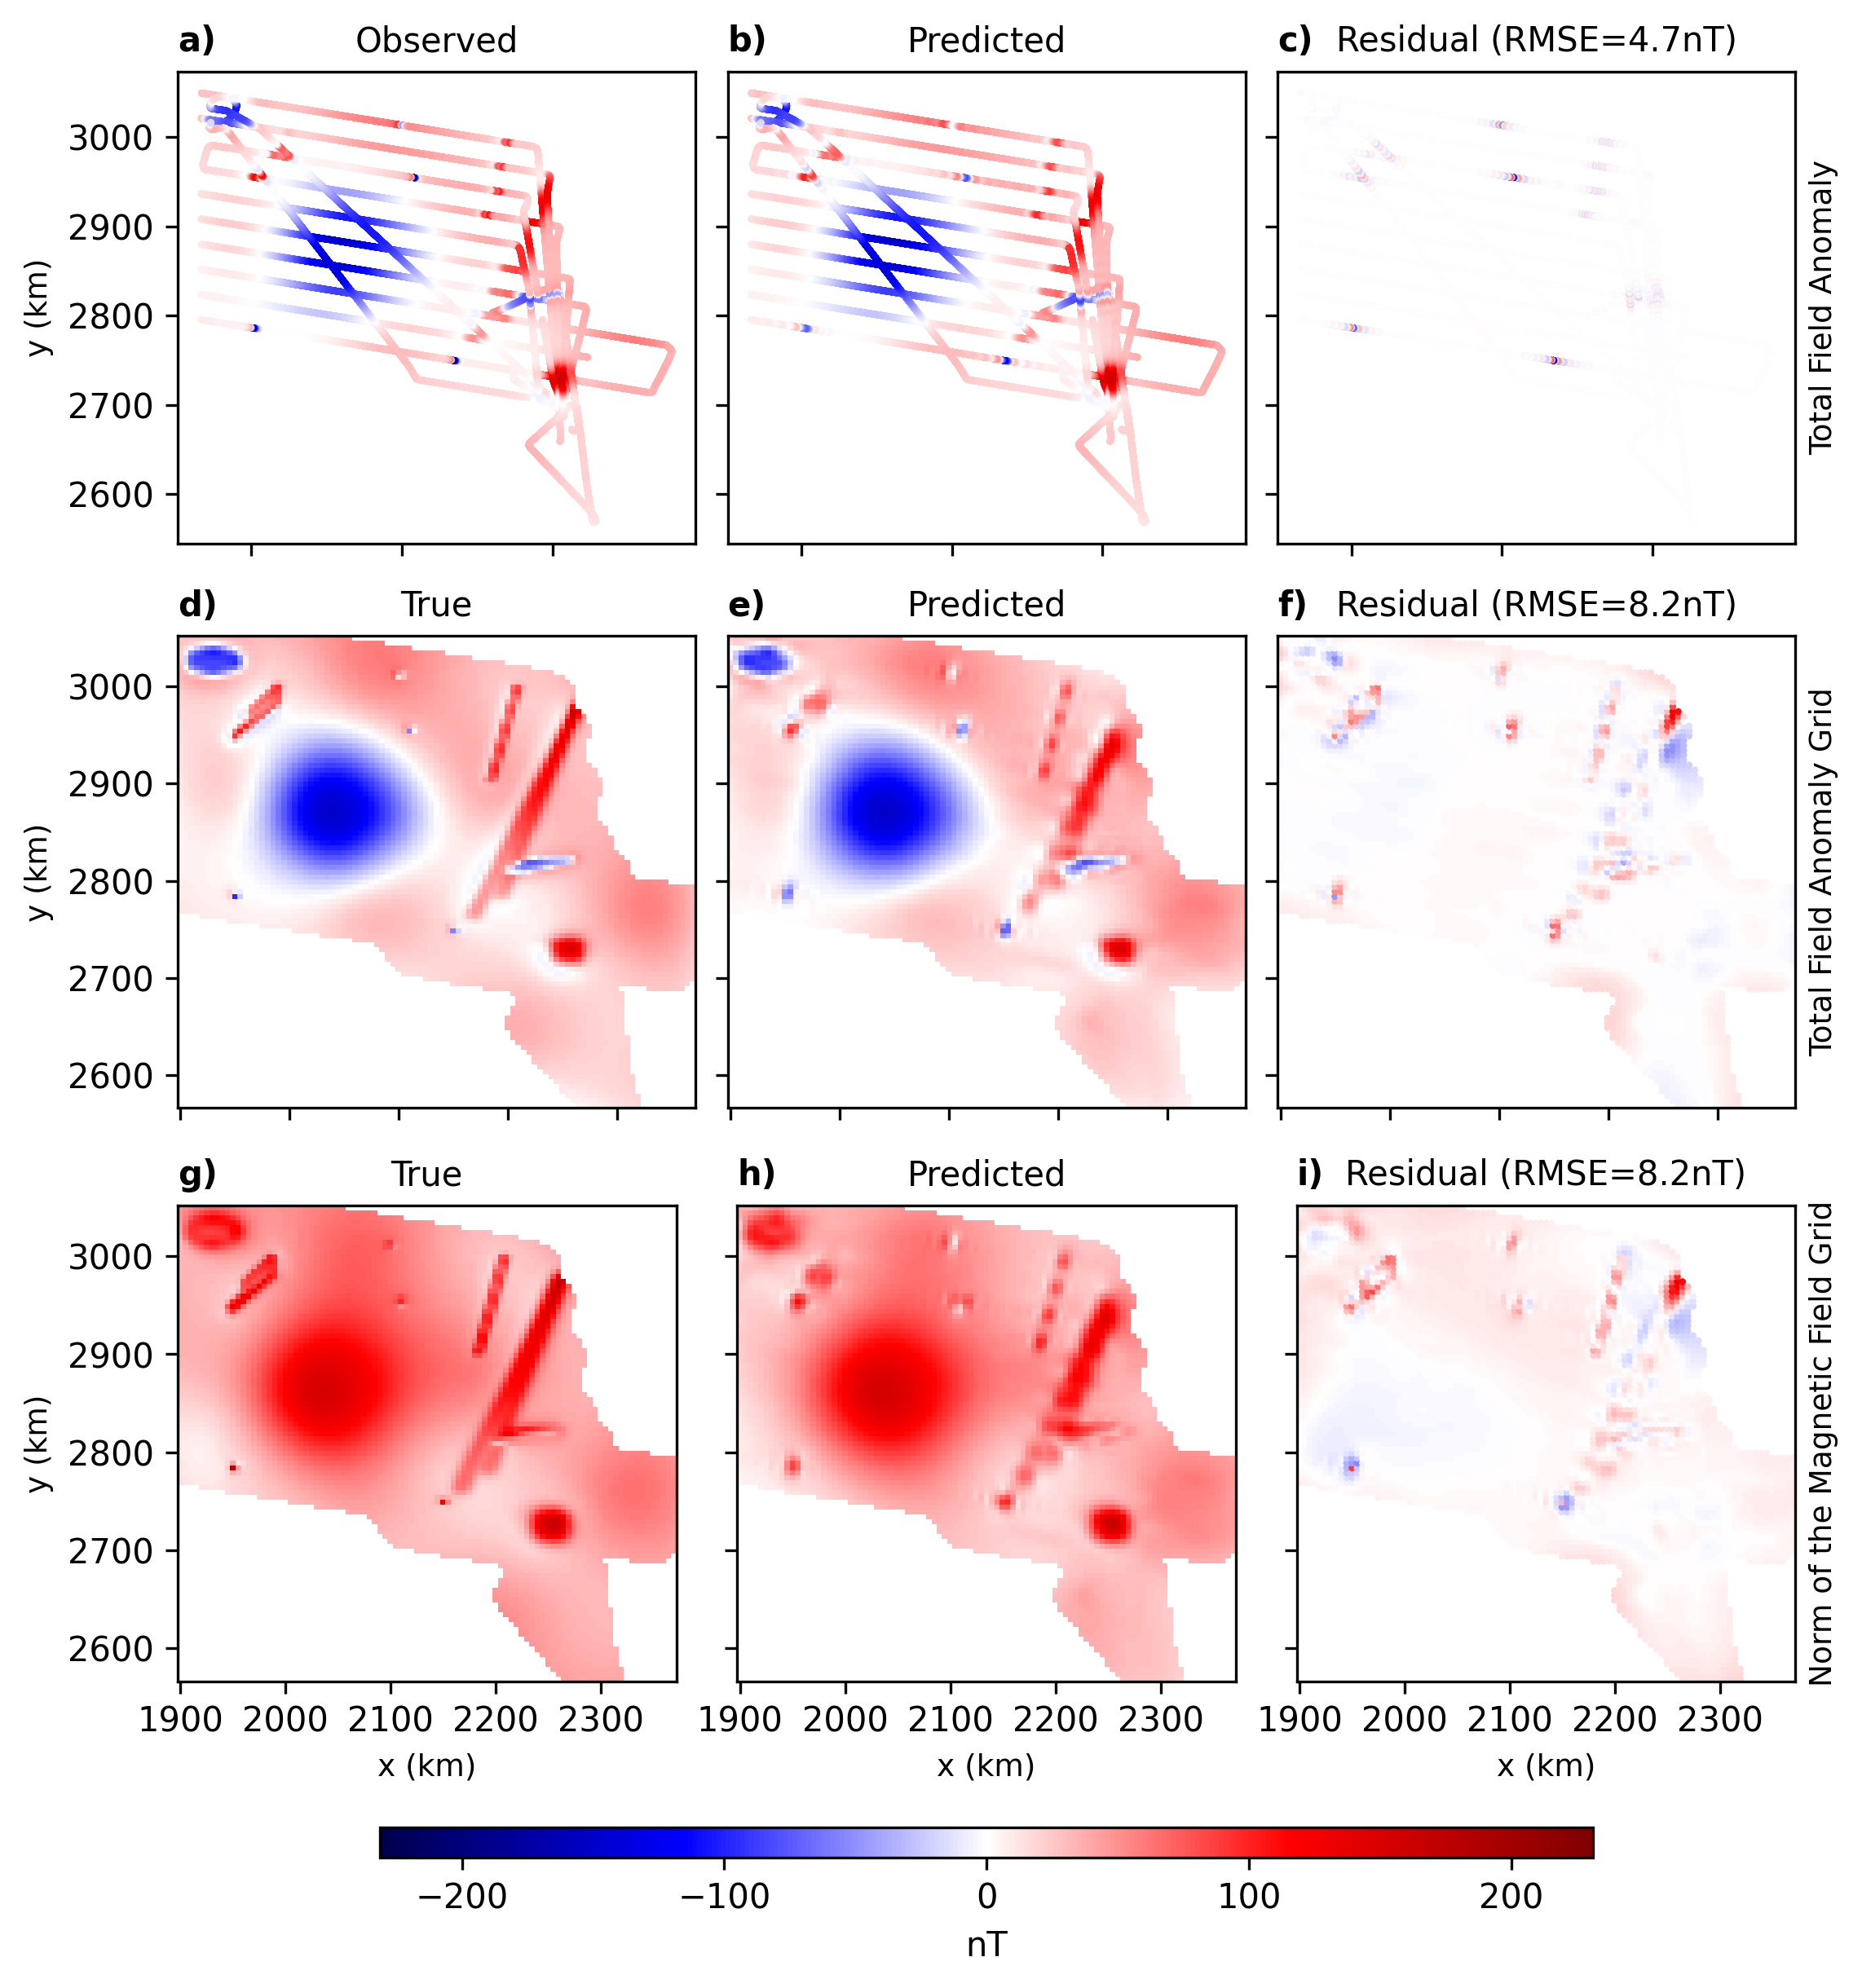 a) Observed
b) Predicted
c) Residual (RMSE=4.7nT)
3000
2900
2800
2700
2600
y (km)
Total Field Anomaly
d) True
e) Predicted
f) Residual (RMSE=8.2nT)
3000
2900
2800
2700
2600
y (km)
Total Field Anomaly Grid
g) True
h) Predicted
i) Residual (RMSE=8.2nT)
3000
2900
2800
2700
2600
y (km)
Norm of the Magnetic Field Grid
1900 2000 2100 2200 2300
1900 2000 2100 2200 2300
1900 2000 2100 2200 2300
x (km)
x (km)
x (km)
−200 −100 0 100 200
nT